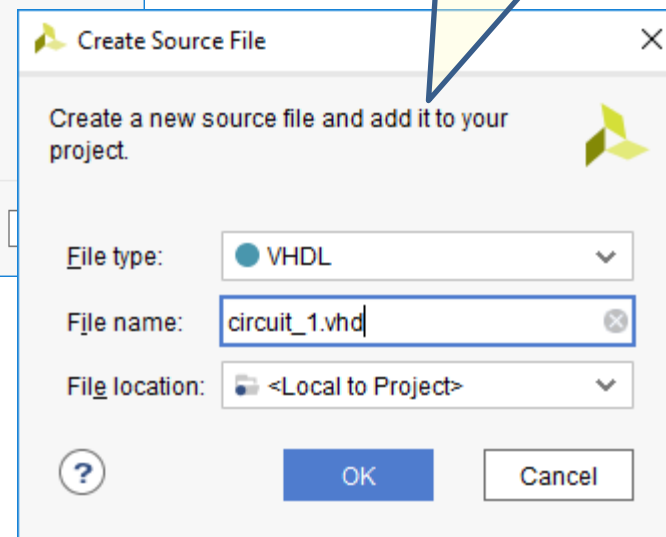 Create Source File
Create a new source file and add it to your
project.
File type: VHDL
File name: circuit_1.vhd
File location: <Local to Project>
? OK Cancel